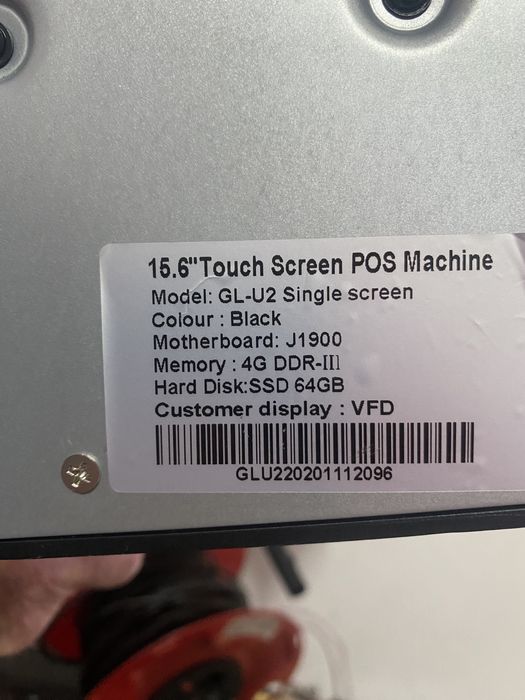 15.6"Touch Screen POS Machine
Model: GL-U2 Single screen
Colour : Black
Motherboard: J1900
Memory : 4G DDR-III
Hard Disk:SSD 64GB
Customer display : VFD
GLU220201112096